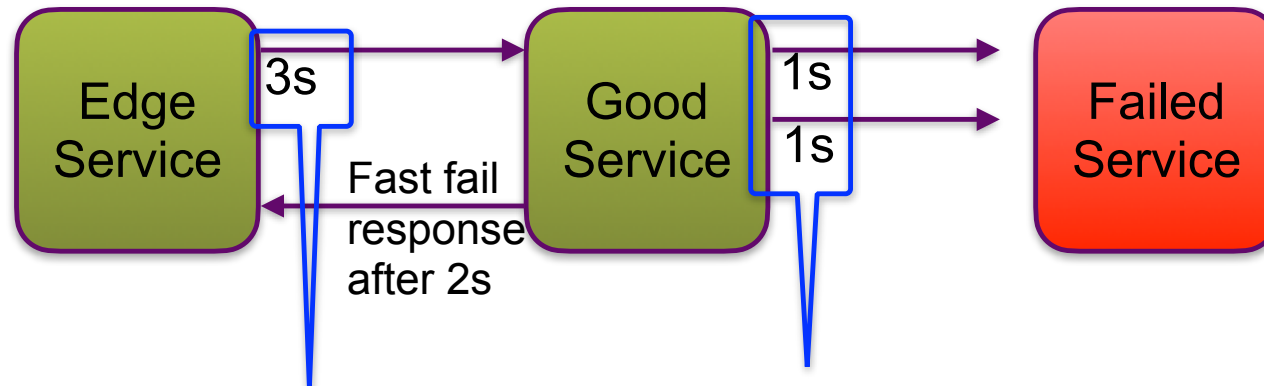 Edge
Service
3s
Fast fail
response
after 2s
Good
Service
1s
1s
Failed
Service